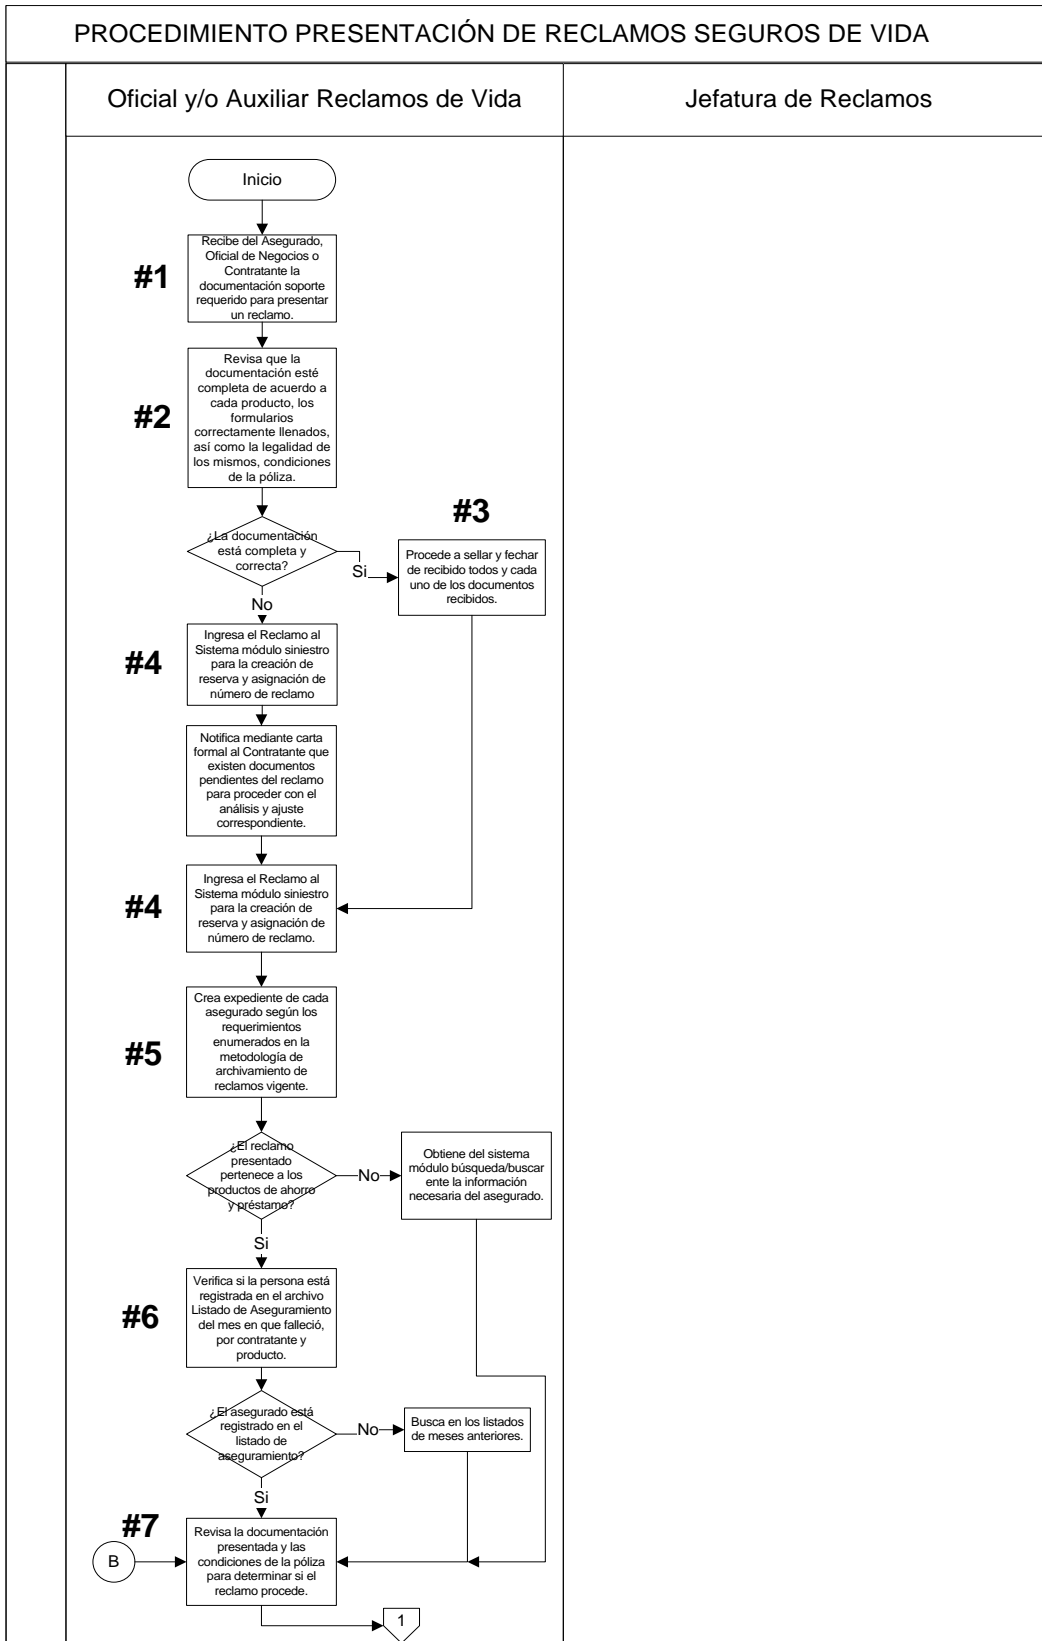 PROCEDIMIENTO PRESENTACIÓN DE RECLAMOS SEGUROS DE VIDA
Oficial y/o Auxiliar Reclamos de Vida
Jefatura de Reclamos
Inicio
#1
Recibe del Asegurado,
Oficial de Negocios o
Contratante la
documentación soporte
requerido para presentar
un reclamo.
#2
Revisa que la
documentación esté
completa de acuerdo a
cada producto, los
formularios
correctamente llenados,
así como la legalidad de
los mismos, condiciones
de la póliza.
¿La documentación
está completa y
correcta?
Si
#3
Procede a sellar y fechar
de recibido todos y cada
uno de los documentos
recibidos.
No
#4
Ingresa el Reclamo al
Sistema módulo siniestro
para la creación de
reserva y asignación de
número de reclamo
Notifica mediante carta
formal al Contratante que
existen documentos
pendientes del reclamo
para proceder con el
análisis y ajuste
correspondiente.
#4
Ingresa el Reclamo al
Sistema módulo siniestro
para la creación de
reserva y asignación de
número de reclamo.
#5
Crea expediente de cada
asegurado según los
requerimientos
enumerados en la
metodología de
archivamiento de
reclamos vigente.
¿El reclamo
presentado
pertenece a los
productos de ahorro
y préstamo?
No
Obtiene del sistema
módulo búsqueda/buscar
ente la información
necesaria del asegurado.
Si
#6
Verifica si la persona está
registrada en el archivo
Listado de Aseguramiento
del mes en que falleció,
por contratante y
producto.
¿El asegurado está
registrado en el
listado de
aseguramiento?
No
Busca en los listados
de meses anteriores.
Si
#7
Revisa la documentación
presentada y las
condiciones de la póliza
para determinar si el
reclamo procede.
B
1